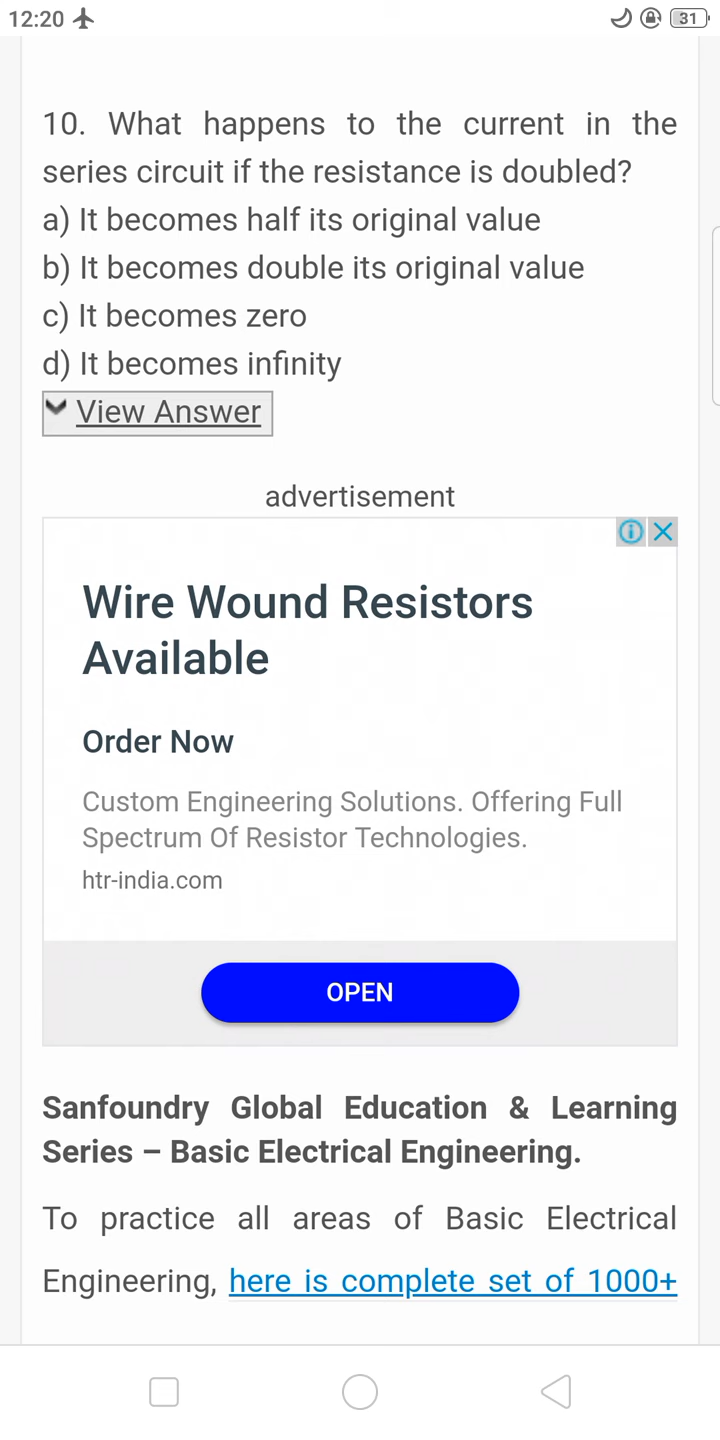 12:20
31
10. What happens to the current in the
series circuit if the resistance is doubled?
a) It becomes half its original value
b) It becomes double its original value
c) It becomes zero
d) It becomes infinity
View Answer
advertisement
Wire Wound Resistors
Available
Order Now
Custom Engineering Solutions. Offering Full
Spectrum Of Resistor Technologies.
htr-india.com
OPEN
Sanfoundry Global Education & Learning
Series – Basic Electrical Engineering.
To practice all areas of Basic Electrical
Engineering, here is complete set of 1000+